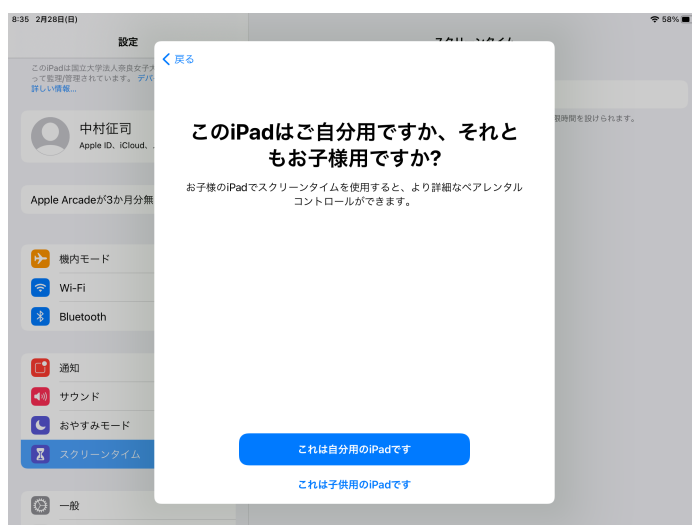 8:35 2月28日(日)
58%
設定
戻る
このiPadは国立大学法人奈良女子大
って監視/管理されています。
詳しい情報...
限時間を設けられます。
中村征司
Apple ID、iCloud、
Apple Arcadeが3か月分無
機内モード
Wi-Fi
Bluetooth
通知
サウンド
おやすみモード
スクリーンタイム
一般
このiPadはご自分用ですか、それと
もお子様用ですか?
お子様のiPadでスクリーンタイムを使用すると、より詳細なペアレンタル
コントロールができます。
これは自分用のiPadです
これは子供用のiPadです